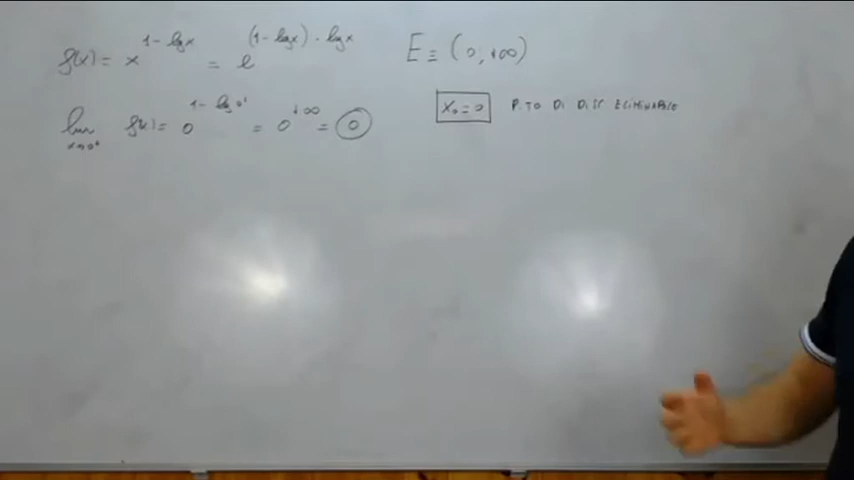 f(x) = x^{1 - lg x} = e^{(1 - lg x) · lg x} E ≡ (0, +∞)
lim_{x→0⁺} f(x) = 0^{1 - lg 0⁺} = 0^{+∞} = 0 x₀ = 0 P.TO DI DISC ELIMINABILE